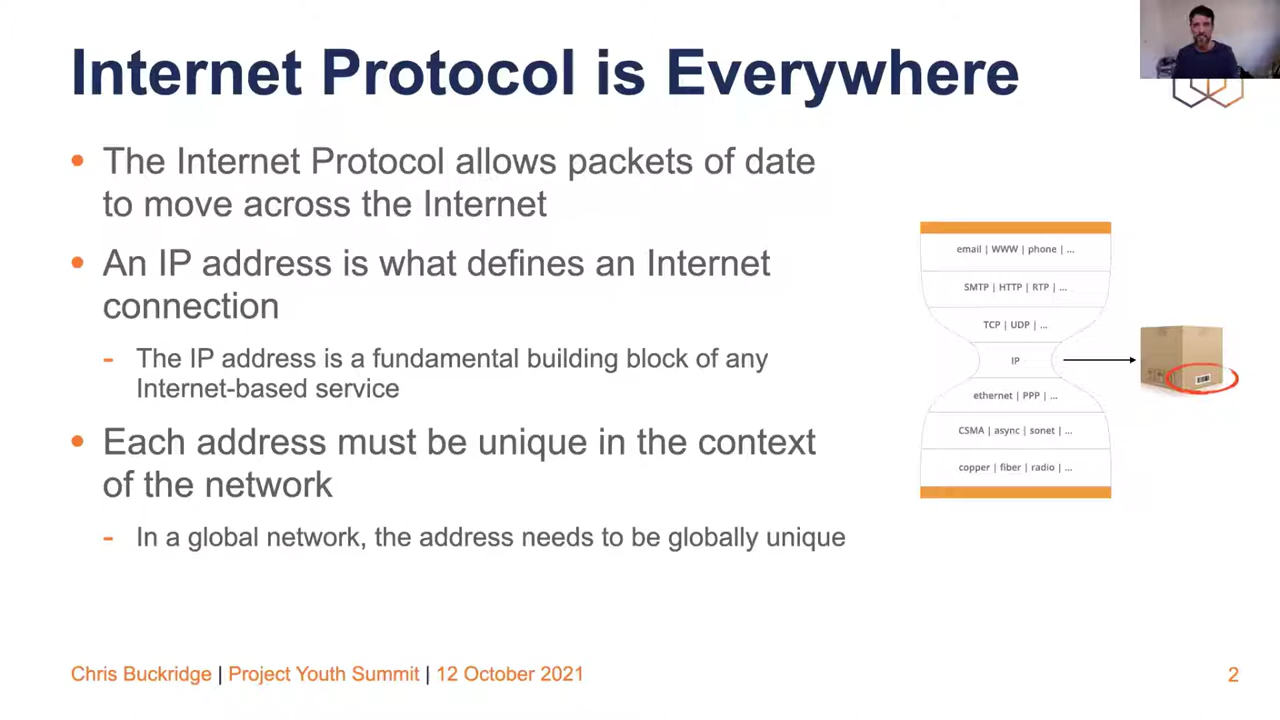 Internet Protocol is Everywhere
• The Internet Protocol allows packets of date
to move across the Internet
• An IP address is what defines an Internet
connection
- The IP address is a fundamental building block of any
Internet-based service
• Each address must be unique in the context
of the network
- In a global network, the address needs to be globally unique
email | WWW | phone | ...
SMTP | HTTP | RTP | ...
TCP | UDP | ...
IP
ethernet | PPP | ...
CSMA | async | sonet | ...
copper | fiber | radio | ...
Chris Buckridge | Project Youth Summit | 12 October 2021
2